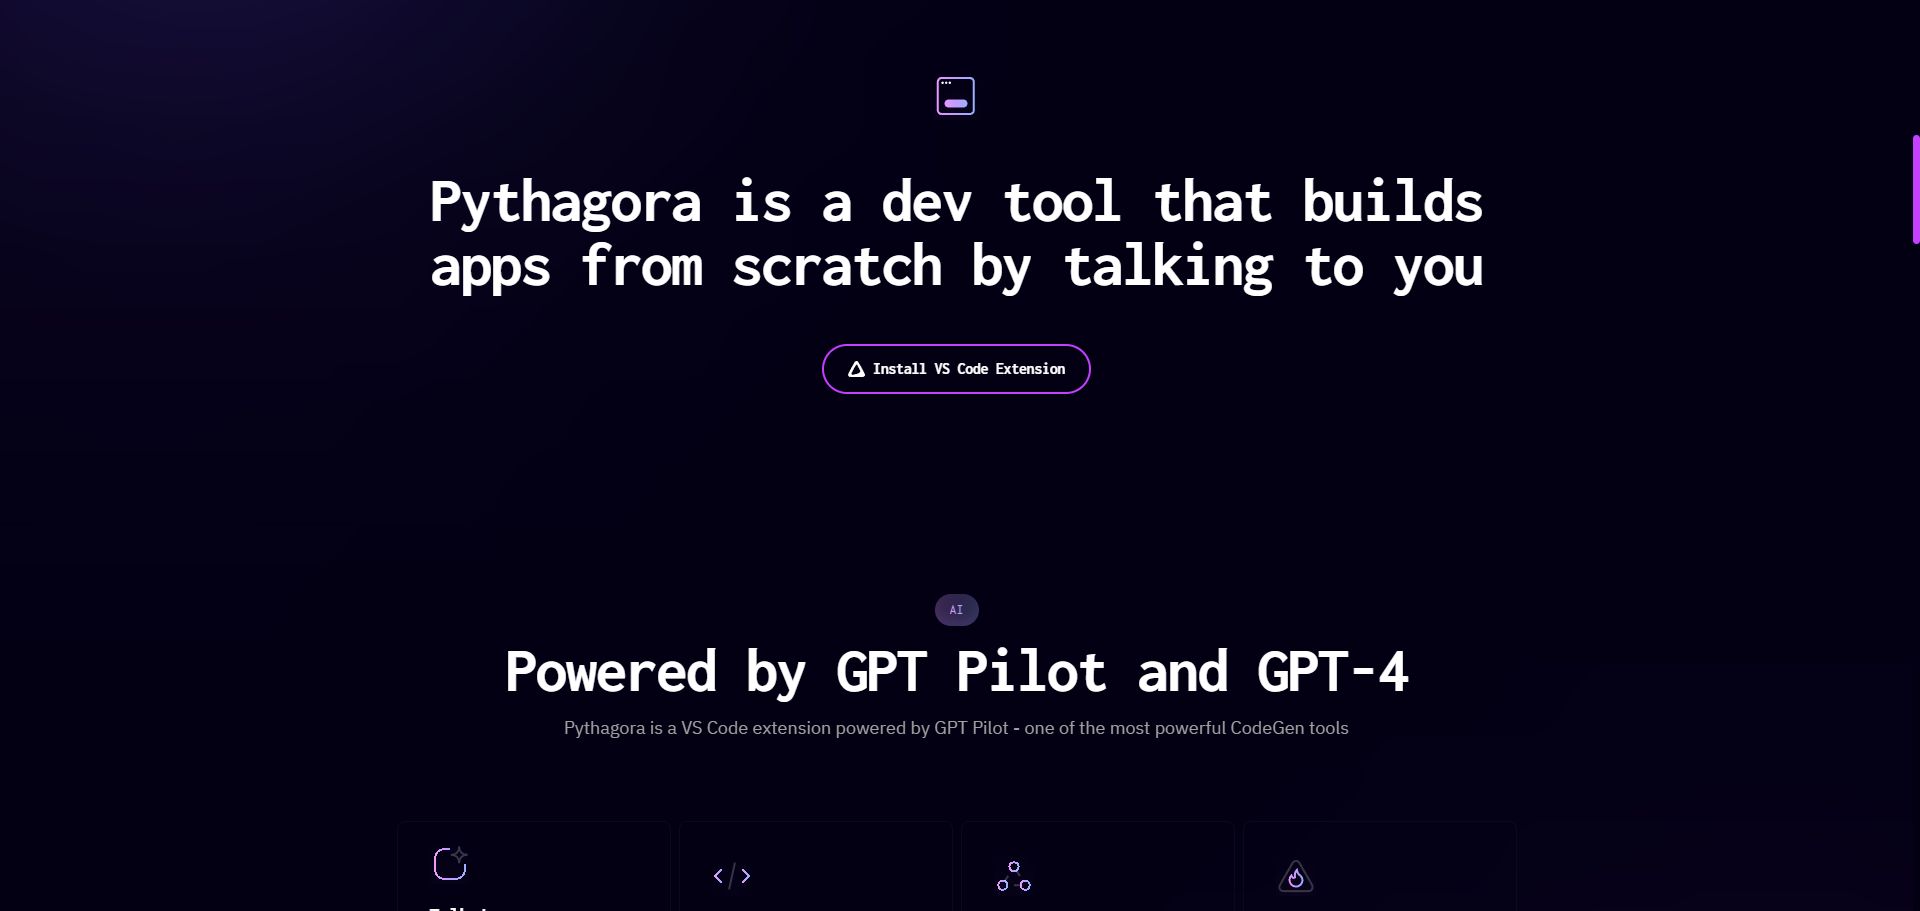 Pythagora is a dev tool that builds
apps from scratch by talking to you
Install VS Code Extension
AI
Powered by GPT Pilot and GPT-4
Pythagora is a VS Code extension powered by GPT Pilot - one of the most powerful CodeGen tools